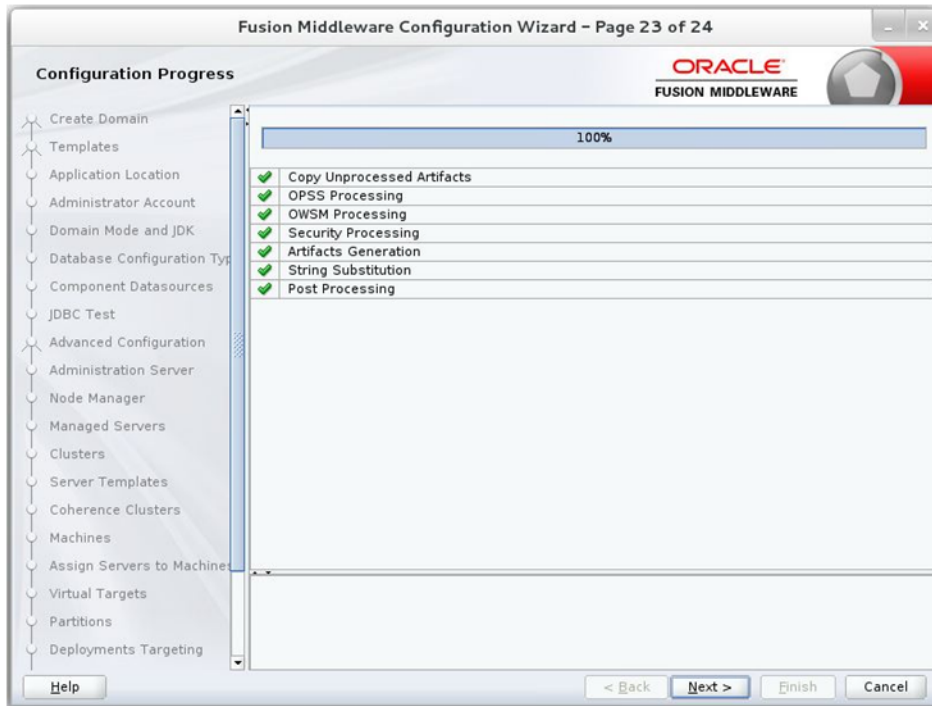 Fusion Middleware Configuration Wizard – Page 23 of 24
Configuration Progress
ORACLE
FUSION MIDDLEWARE
Create Domain
Templates
Application Location
Administrator Account
Domain Mode and JDK
Database Configuration Typ
Component Datasources
JDBC Test
Advanced Configuration
Administration Server
Node Manager
Managed Servers
Clusters
Server Templates
Coherence Clusters
Machines
Assign Servers to Machines
Virtual Targets
Partitions
Deployments Targeting
100%
Copy Unprocessed Artifacts
OPSS Processing
OWSM Processing
Security Processing
Artifacts Generation
String Substitution
Post Processing
Help
< Back
Next >
Finish
Cancel